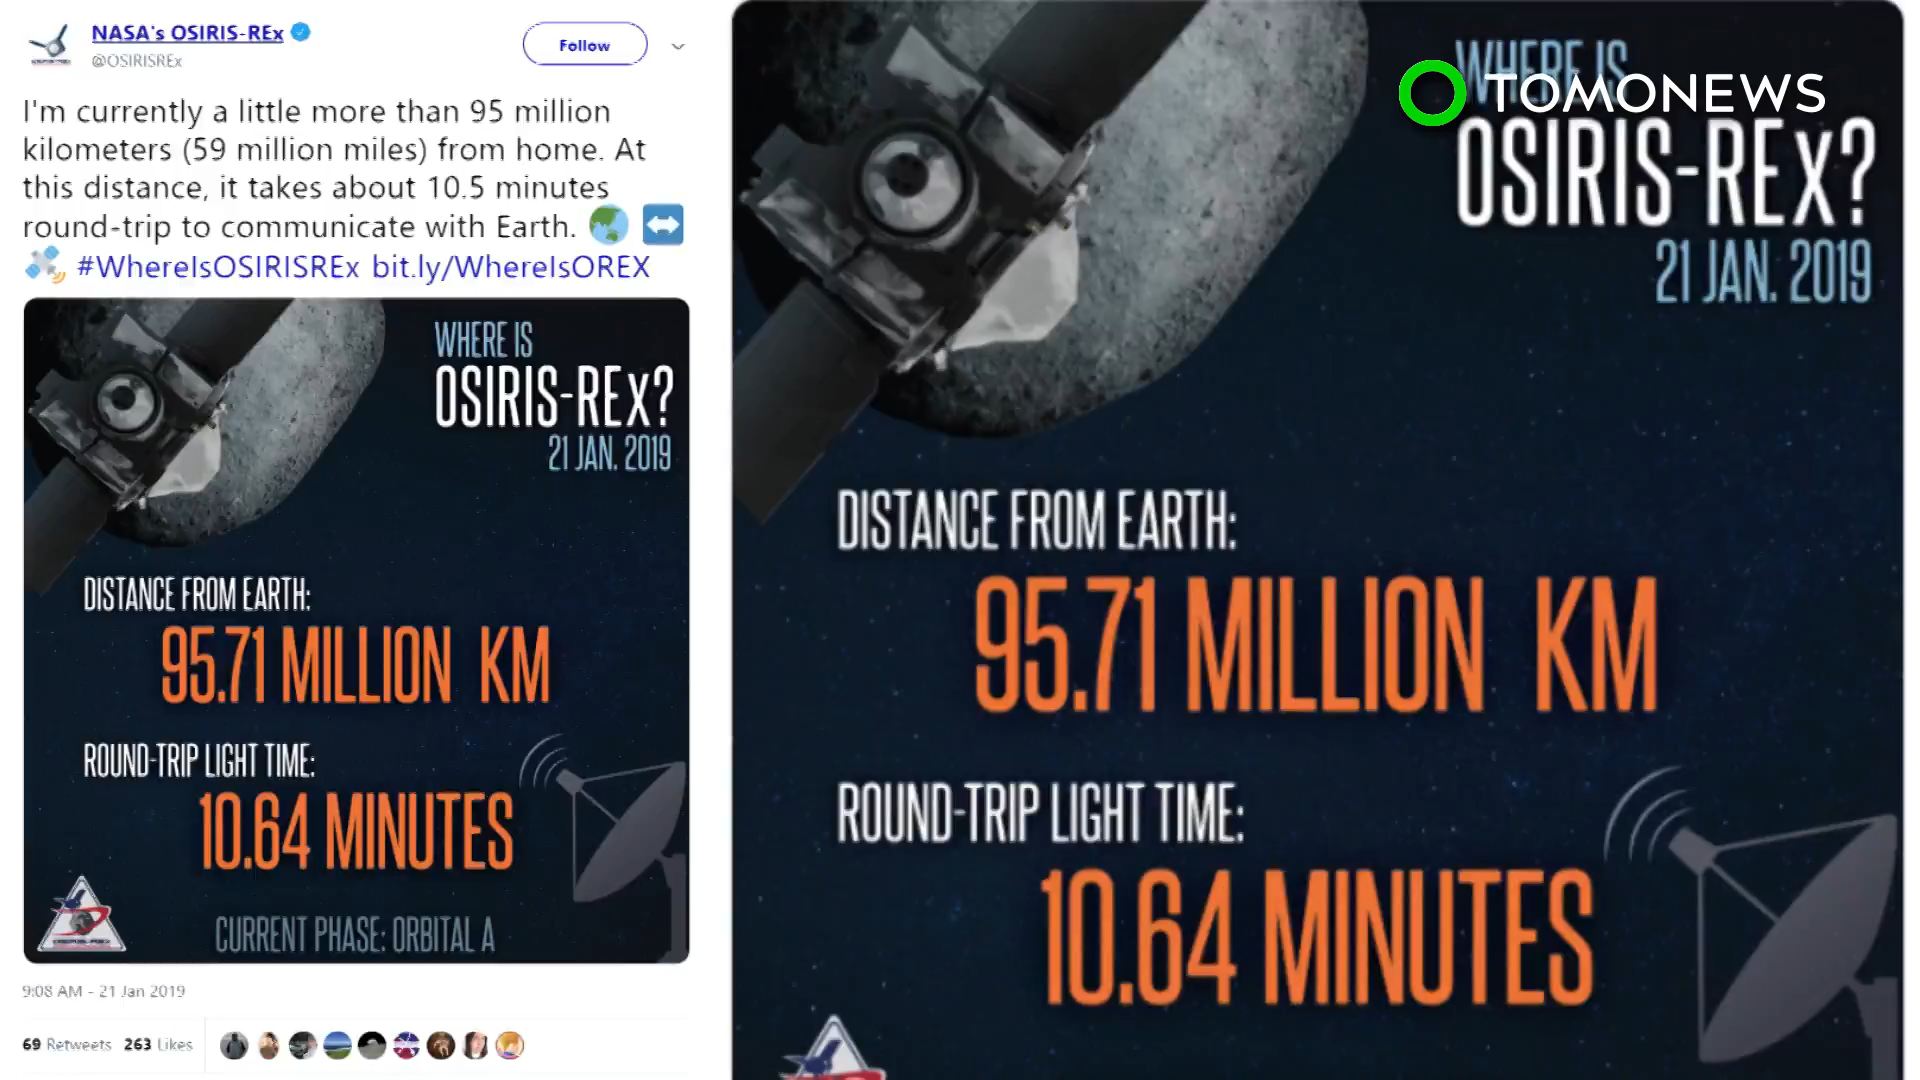 NASA's OSIRIS-REx
@OSIRISREx
Follow
I'm currently a little more than 95 million
kilometers (59 million miles) from home. At
this distance, it takes about 10.5 minutes
round-trip to communicate with Earth.
#WhereIsOSIRISREx bit.ly/WhereIsOREX
WHERE IS
OSIRIS-REx?
21 JAN. 2019
DISTANCE FROM EARTH:
95.71 MILLION KM
ROUND-TRIP LIGHT TIME:
10.64 MINUTES
CURRENT PHASE: ORBITAL A
9:08 AM - 21 Jan 2019
69 Retweets 263 Likes
WHERE IS
TOMONEWS
OSIRIS-REx?
21 JAN. 2019
DISTANCE FROM EARTH:
95.71 MILLION KM
ROUND-TRIP LIGHT TIME:
10.64 MINUTES